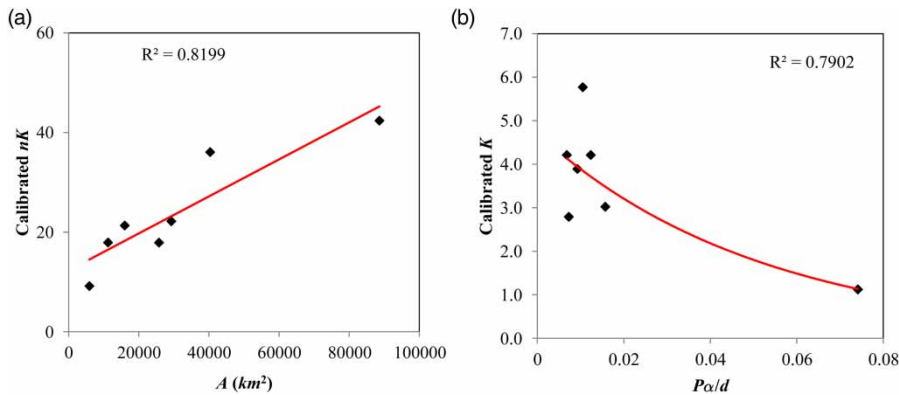 (a)
R² = 0.8199
60
40
20
0
Calibrated nK
0 20000 40000 60000 80000 100000
A (km²)
(b)
R² = 0.7902
6.0
5.0
4.0
3.0
2.0
1.0
0.0
Calibrated K
0 0.02 0.04 0.06 0.08
Pα/d